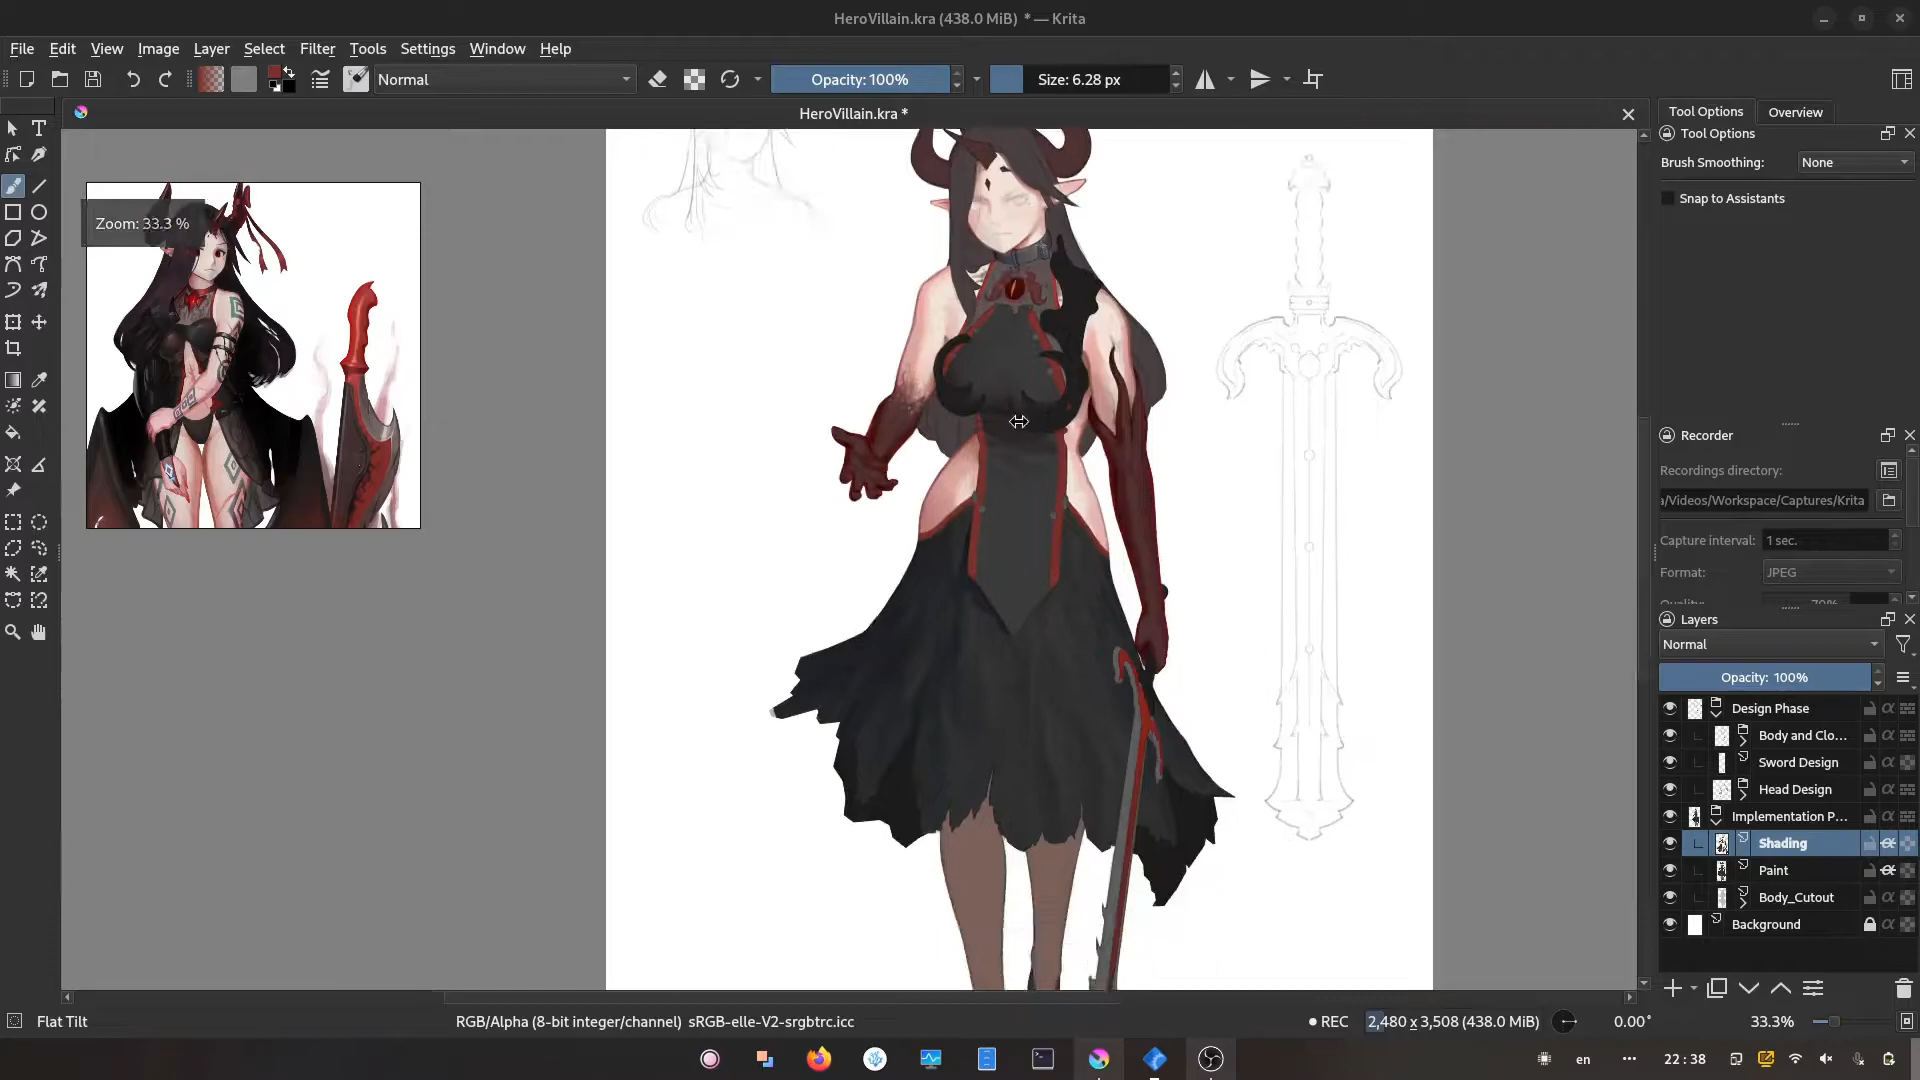 HeroVillain.kra (438.0 MiB) * — Krita
File Edit View Image Layer Select Filter Tools Settings Window Help
Normal Opacity: 100% Size: 6.28 px
HeroVillain.kra *
Tool Options Overview
Tool Options
Brush Smoothing: None
Snap to Assistants
Zoom: 33.3 %
Recorder
Recordings directory:
a/Videos/Workspace/Captures/Krita
Capture interval: 1 sec.
Format: JPEG
Quality: 70%
Layers
Normal
Opacity: 100%
Design Phase
Body and Clo...
Sword Design
Head Design
Implementation P...
Shading
Paint
Body_Cutout
Background
Flat Tilt RGB/Alpha (8-bit integer/channel) sRGB-elle-V2-srgbtrc.icc REC 2,480 x 3,508 (438.0 MiB) 0.00° 33.3%
en 22 : 38